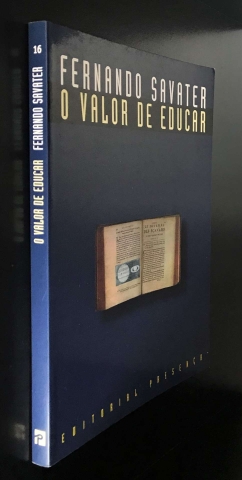 16
O VALOR DE EDUCAR FERNANDO SAVATER
FERNANDO SAVATER
O VALOR DE EDUCAR
EDITORIAL PRESENÇA